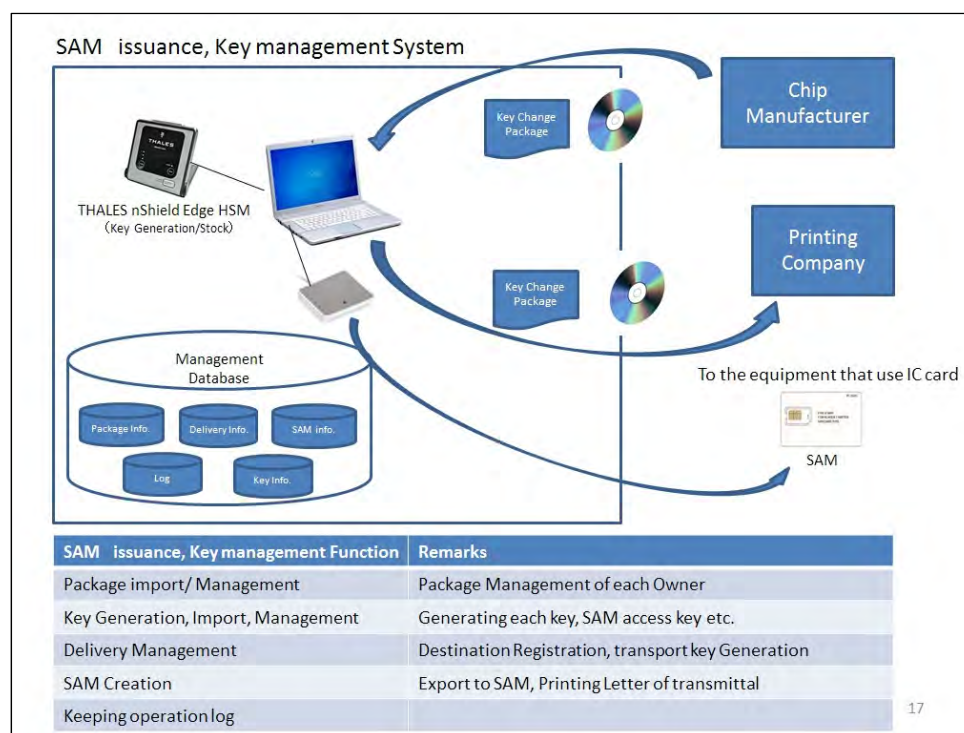 SAM issuance, Key management System
Chip
Manufacturer
Key Change
Package
THALES
THALES nShield Edge HSM
(Key Generation/Stock)
Printing
Company
Key Change
Package
Management
Database
Package Info.
Delivery Info.
SAM info.
Log
Key Info.
To the equipment that use IC card
SAM
SAM issuance, Key management Function Remarks
Package import/ Management Package Management of each Owner
Key Generation, Import, Management Generating each key, SAM access key etc.
Delivery Management Destination Registration, transport key Generation
SAM Creation Export to SAM, Printing Letter of transmittal
Keeping operation log
17